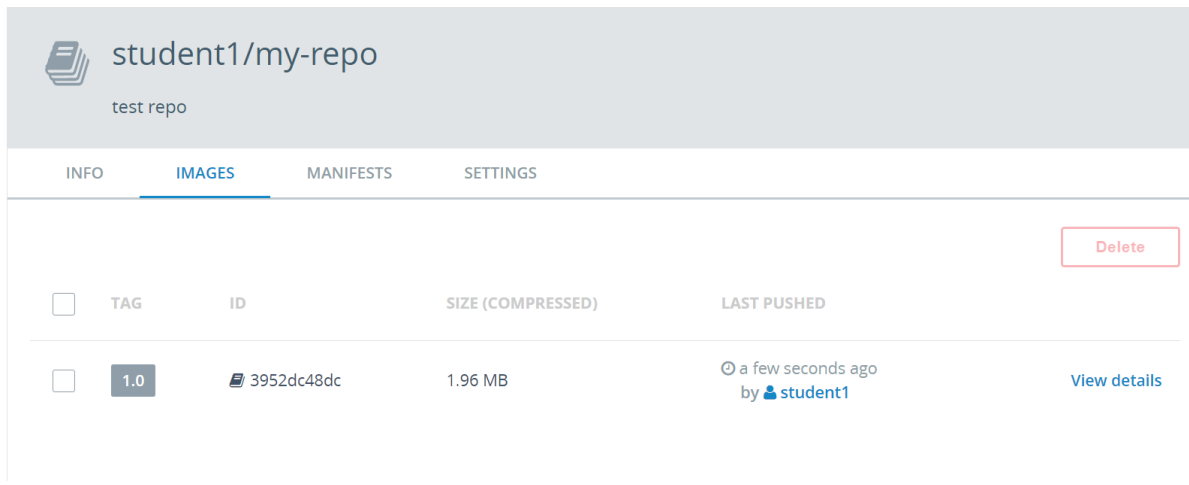 student1/my-repo
test repo
INFO IMAGES MANIFESTS SETTINGS
Delete
TAG ID SIZE (COMPRESSED) LAST PUSHED
1.0 3952dc48dc 1.96 MB a few seconds ago
by student1 View details